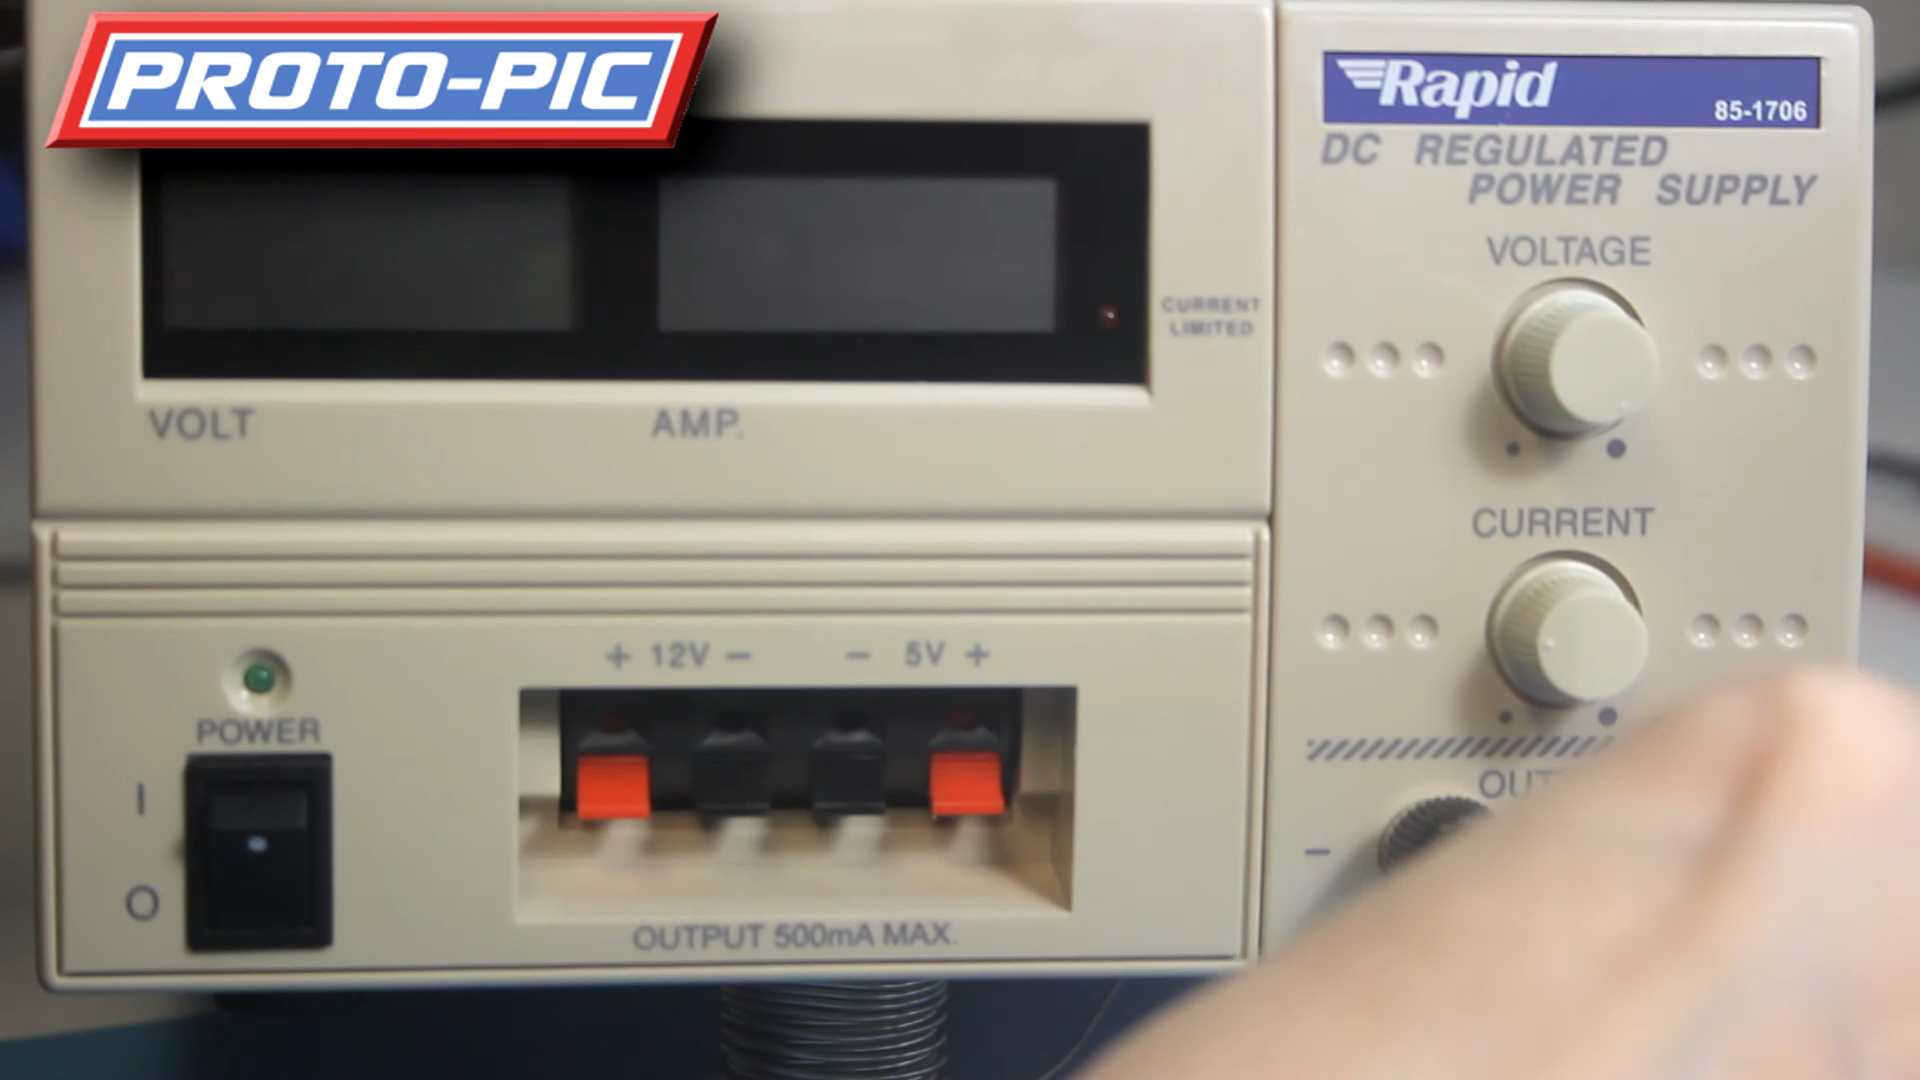 PROTO-PIC
Rapid
85-1706
DC REGULATED
POWER SUPPLY
VOLTAGE
CURRENT
LIMITED
VOLT
AMP.
CURRENT
+ 12V −
− 5V +
POWER
I
O
OUTPUT 500mA MAX.
−